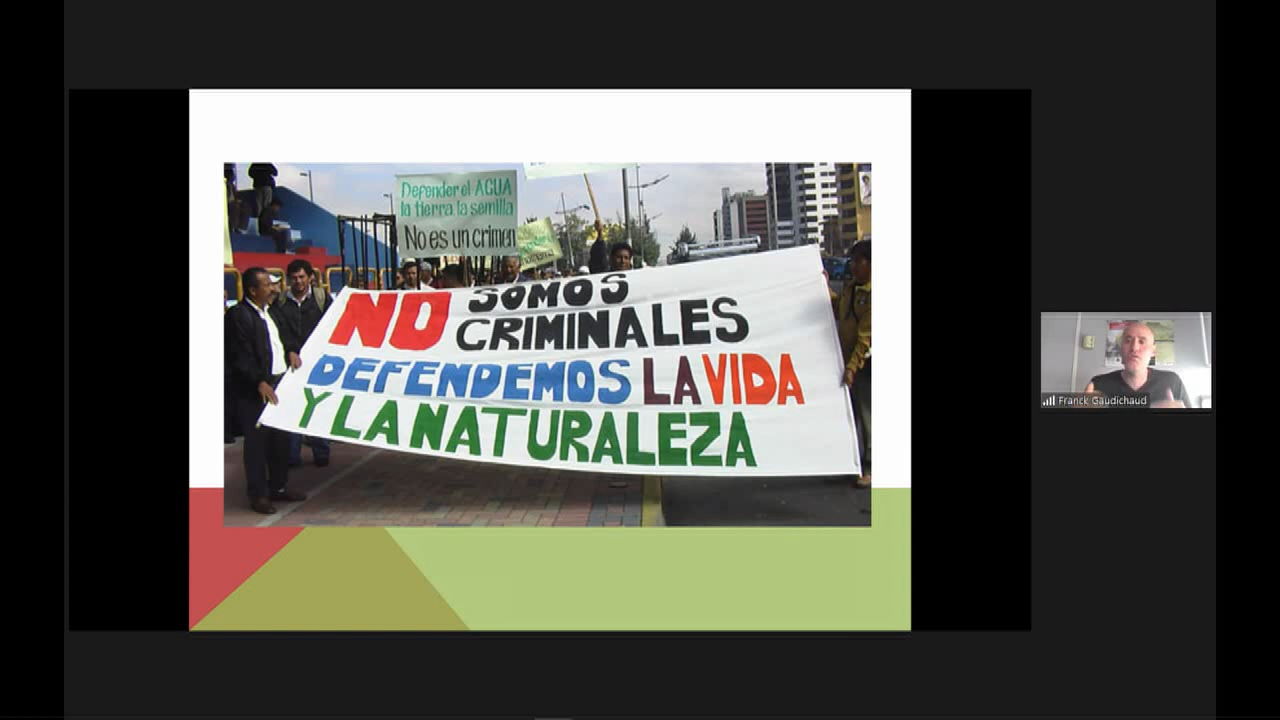 Defender el AGUA
la tierra, la semilla
No es un crimen
NO SOMOS
CRIMINALES
DEFENDEMOS LA VIDA
Y LA NATURALEZA
Franck Gaudichaud